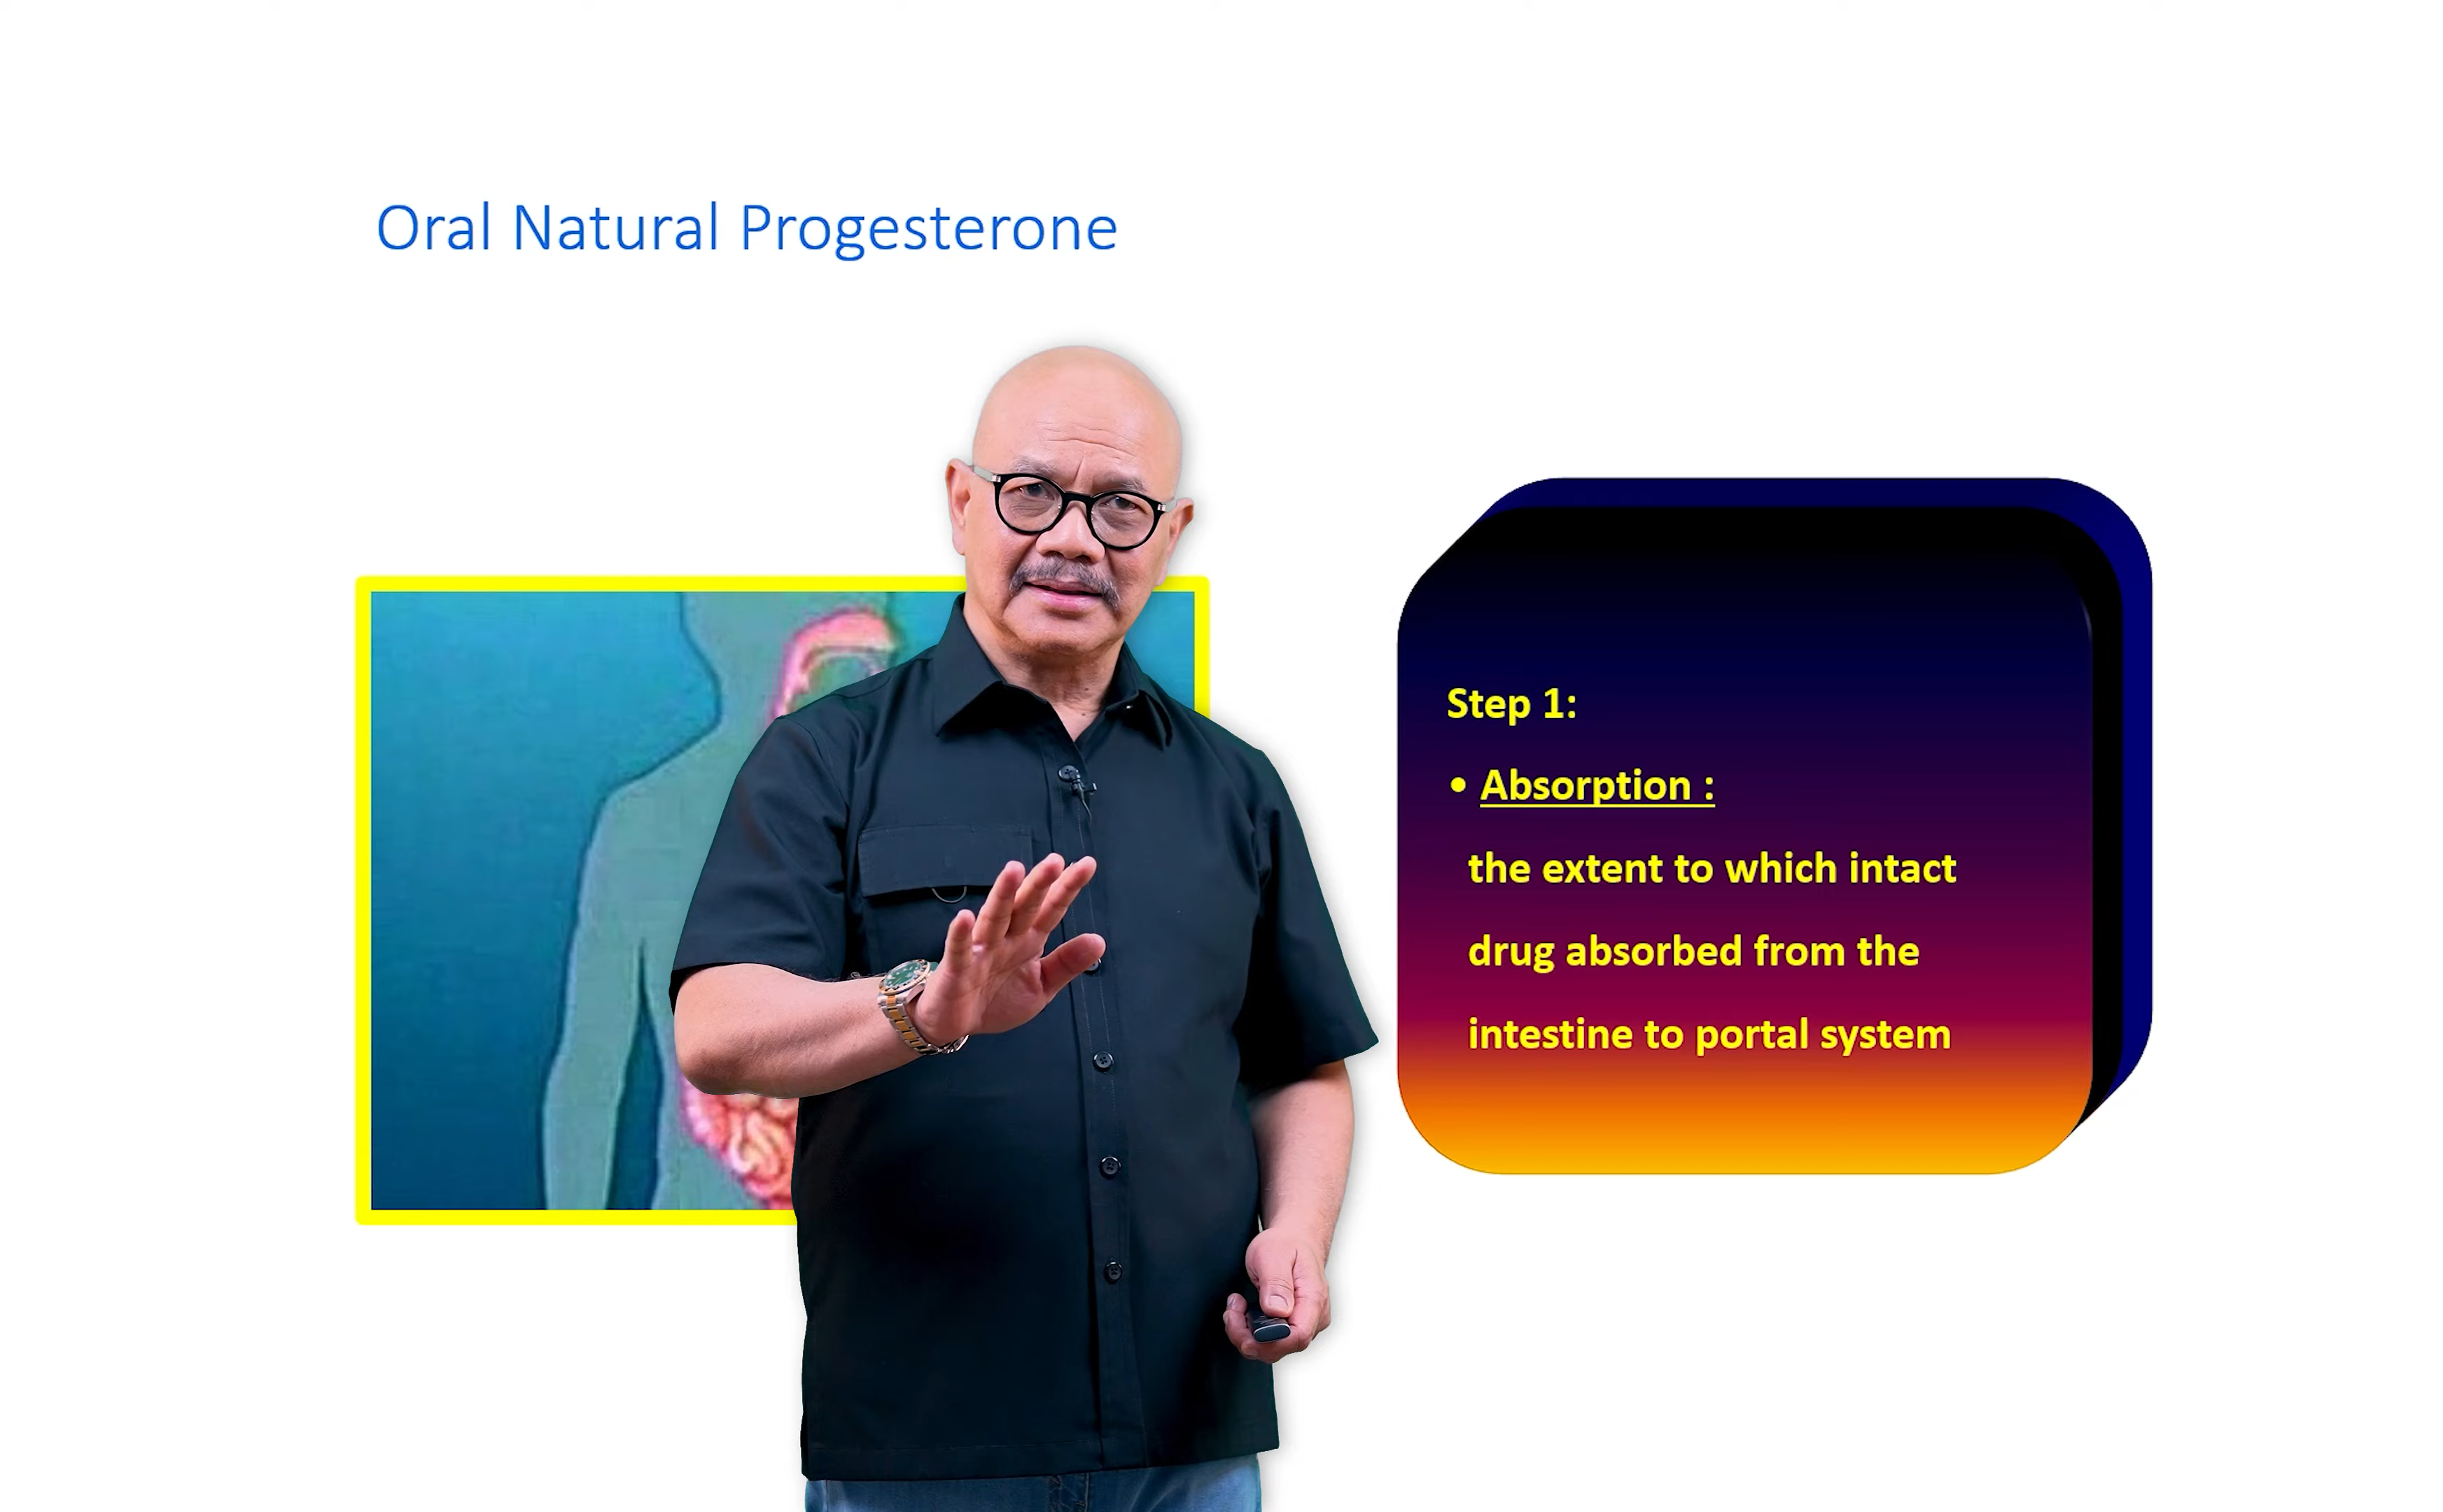 Oral Natural Progesterone
Step 1:
• Absorption :
the extent to which intact
drug absorbed from the
intestine to portal system